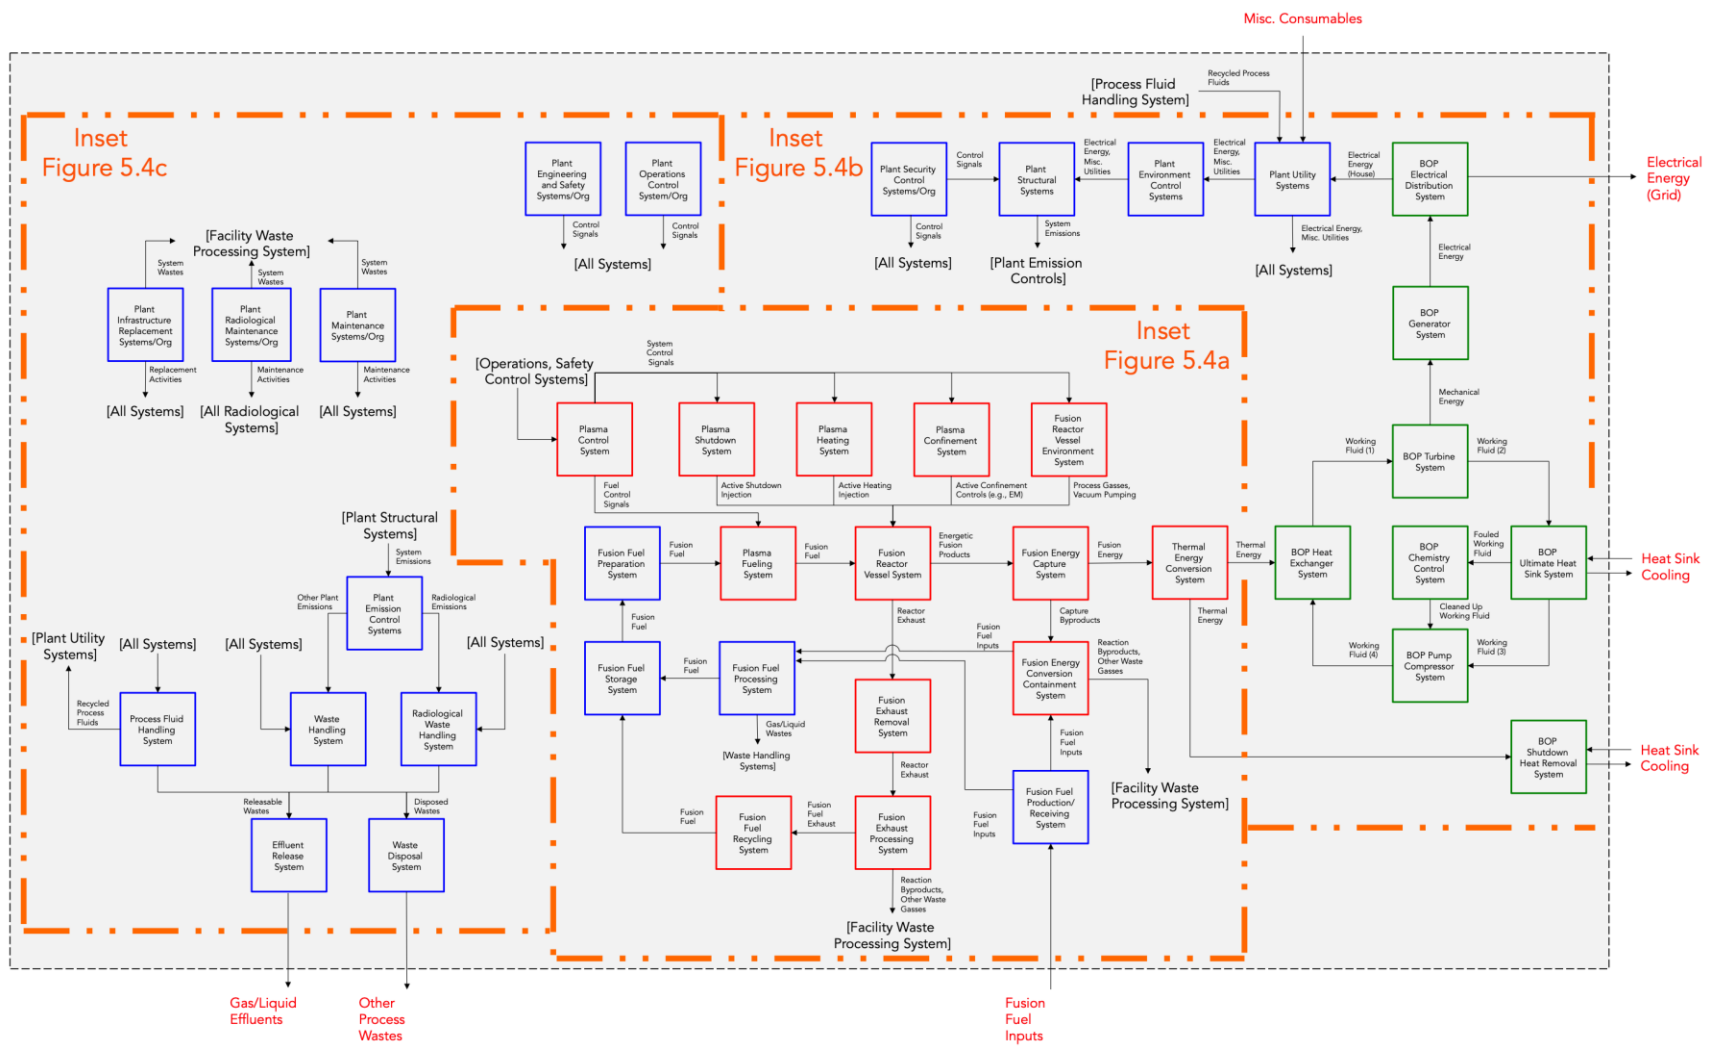 Misc. Consumables
[Process Fluid
Handling System]
Recycled Process
Fluids
Inset
Figure 5.4c
Plant
Engineering
and Safety
Systems/Org
Plant
Operations
Control
System/Org
Control
Signals
Control
Signals
[All Systems]
Inset
Figure 5.4b
Plant Security
Control
Systems/Org
Control
Signals
Plant
Structural
Systems
Electrical
Energy,
Misc.
Utilities
Plant
Environment
Control
Systems
Electrical
Energy,
Misc.
Utilities
Plant Utility
Systems
Electrical
Energy
(House)
BOP
Electrical
Distribution
System
Electrical
Energy
(Grid)
Control
Signals
[All Systems]
System
Emissions
[Plant Emission
Controls]
Electrical Energy,
Misc. Utilities
[All Systems]
Electrical
Energy
BOP
Generator
System
Mechanical
Energy
[Facility Waste
Processing System]
System
Wastes
System
Wastes
System
Wastes
Plant
Infrastructure
Replacement
Systems/Org
Plant
Radiological
Maintenance
Systems/Org
Plant
Maintenance
Systems/Org
Replacement
Activities
Maintenance
Activities
Maintenance
Activities
[All Systems]
[All Radiological
Systems]
[All Systems]
Inset
Figure 5.4a
System
Control
Signals
[Operations, Safety
Control Systems]
Plasma
Control
System
Plasma
Shutdown
System
Plasma
Heating
System
Plasma
Confinement
System
Fusion
Reactor
Vessel
Environment
System
Fuel
Control
Signals
Active Shutdown
Injection
Active Heating
Injection
Active Confinement
Controls (e.g., EM)
Process Gasses,
Vacuum Pumping
Working
Fluid (1)
BOP Turbine
System
Working
Fluid (2)
Fusion Fuel
Preparation
System
Fusion
Fuel
Plasma
Fueling
System
Fusion
Fuel
Fusion
Reactor
Vessel System
Energetic
Fusion
Products
Fusion Energy
Capture
System
Fusion
Energy
Thermal
Energy
Conversion
System
Thermal
Energy
BOP Heat
Exchanger
System
BOP
Chemistry
Control
System
Fouled
Working
Fluid
BOP
Ultimate Heat
Sink System
Heat Sink
Cooling
Cleaned Up
Working Fluid
Working
Fluid (4)
BOP Pump
Compressor
System
Working
Fluid (3)
Thermal
Energy
Fusion
Fuel
Reactor
Exhaust
Capture
Byproducts
Fusion Fuel
Storage
System
Fusion
Fuel
Fusion Fuel
Processing
System
Fusion
Fuel
Inputs
Fusion Energy
Conversion
Containment
System
Reaction
Byproducts,
Other Waste
Gasses
Fusion
Exhaust
Removal
System
Gas/Liquid
Wastes
[Waste Handling
Systems]
Fusion
Fuel
Inputs
Reactor
Exhaust
Fusion Fuel
Production/
Receiving
System
[Facility Waste
Processing System]
BOP
Shutdown
Heat Removal
System
Heat Sink
Cooling
Fusion
Fuel
Fusion
Fuel
Recycling
System
Fusion
Fuel
Exhaust
Fusion
Exhaust
Processing
System
Fusion
Fuel
Inputs
Reaction
Byproducts,
Other Waste
Gasses
[Facility Waste
Processing System]
[Plant Structural
Systems]
System
Emissions
Plant
Emission
Control
Systems
Other Plant
Emissions
Radiological
Emissions
[Plant Utility
Systems]
[All Systems]
[All Systems]
[All Systems]
Recycled
Process
Fluids
Process Fluid
Handling
System
Waste
Handling
System
Radiological
Waste
Handling
System
Releasable
Wastes
Disposed
Wastes
Effluent
Release
System
Waste
Disposal
System
Gas/Liquid
Effluents
Other
Process
Wastes
Fusion
Fuel
Inputs